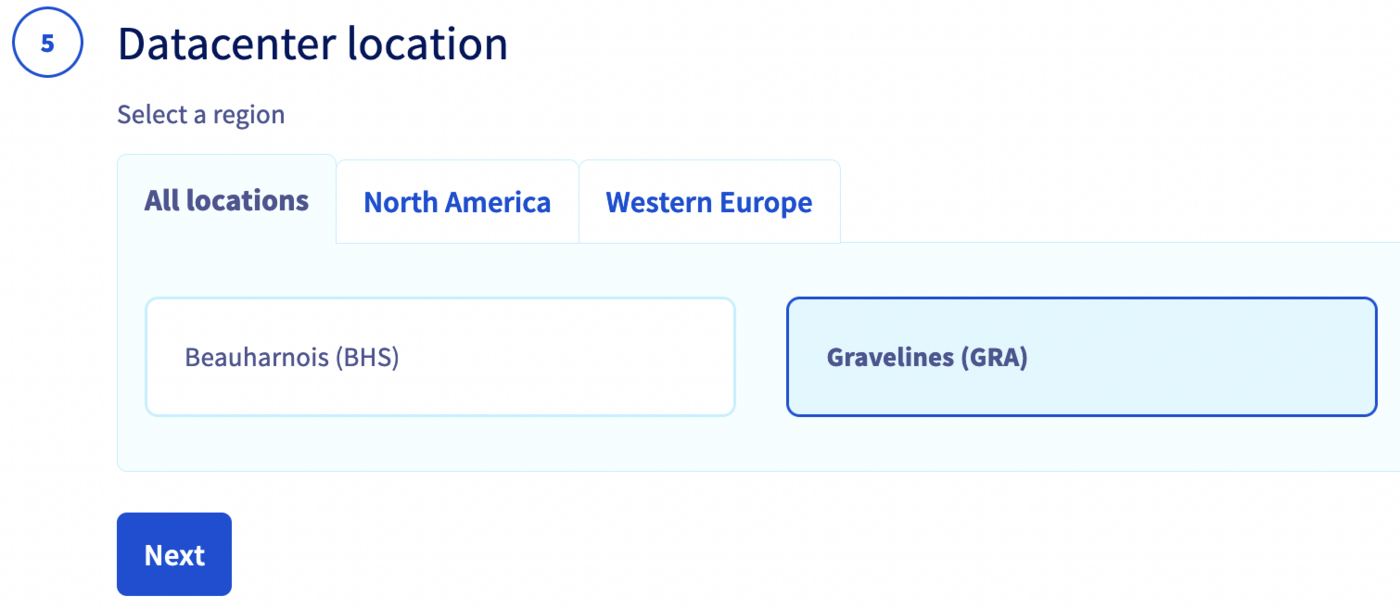 5 Datacenter location
Select a region
All locations North America Western Europe
Beauharnois (BHS) Gravelines (GRA)
Next